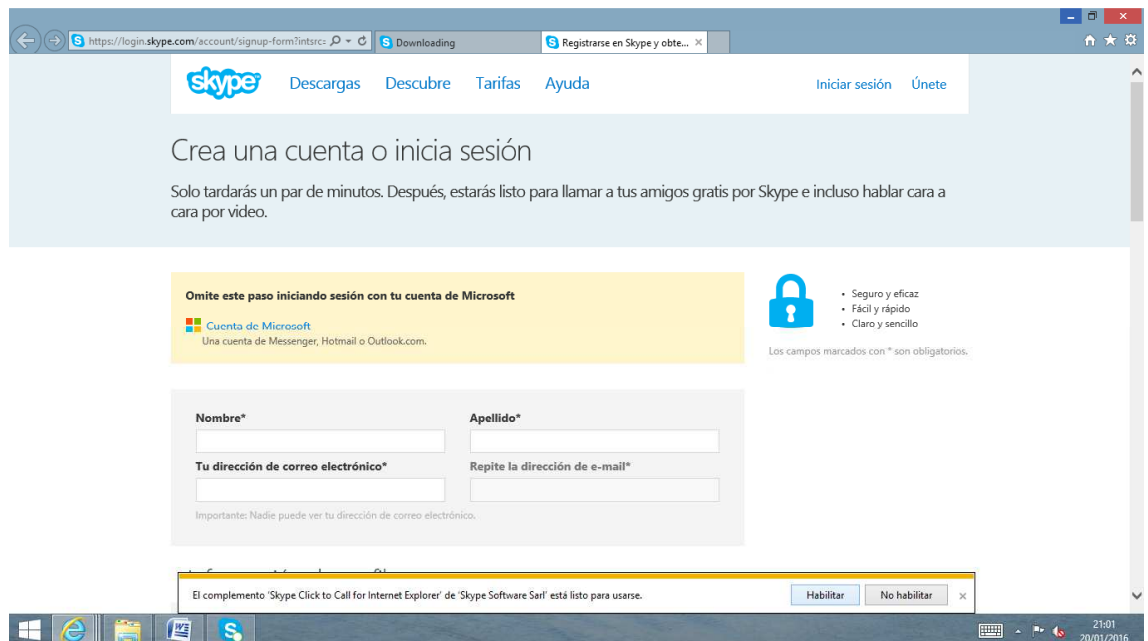 https://login.skype.com/account/signup-form?intsrc=
Downloading
Registrarse en Skype y obte...
skype
Descargas Descubre Tarifas Ayuda
Iniciar sesión Únete
Crea una cuenta o inicia sesión
Solo tardarás un par de minutos. Después, estarás listo para llamar a tus amigos gratis por Skype e incluso hablar cara a
cara por video.
Omite este paso iniciando sesión con tu cuenta de Microsoft
Cuenta de Microsoft
Una cuenta de Messenger, Hotmail o Outlook.com.
• Seguro y eficaz
• Fácil y rápido
• Claro y sencillo
Los campos marcados con * son obligatorios.
Nombre* Apellido*
Tu dirección de correo electrónico* Repite la dirección de e-mail*
Importante: Nadie puede ver tu dirección de correo electrónico.
El complemento 'Skype Click to Call for Internet Explorer' de 'Skype Software Sarl' está listo para usarse.
Habilitar No habilitar
21:01
20/01/2016